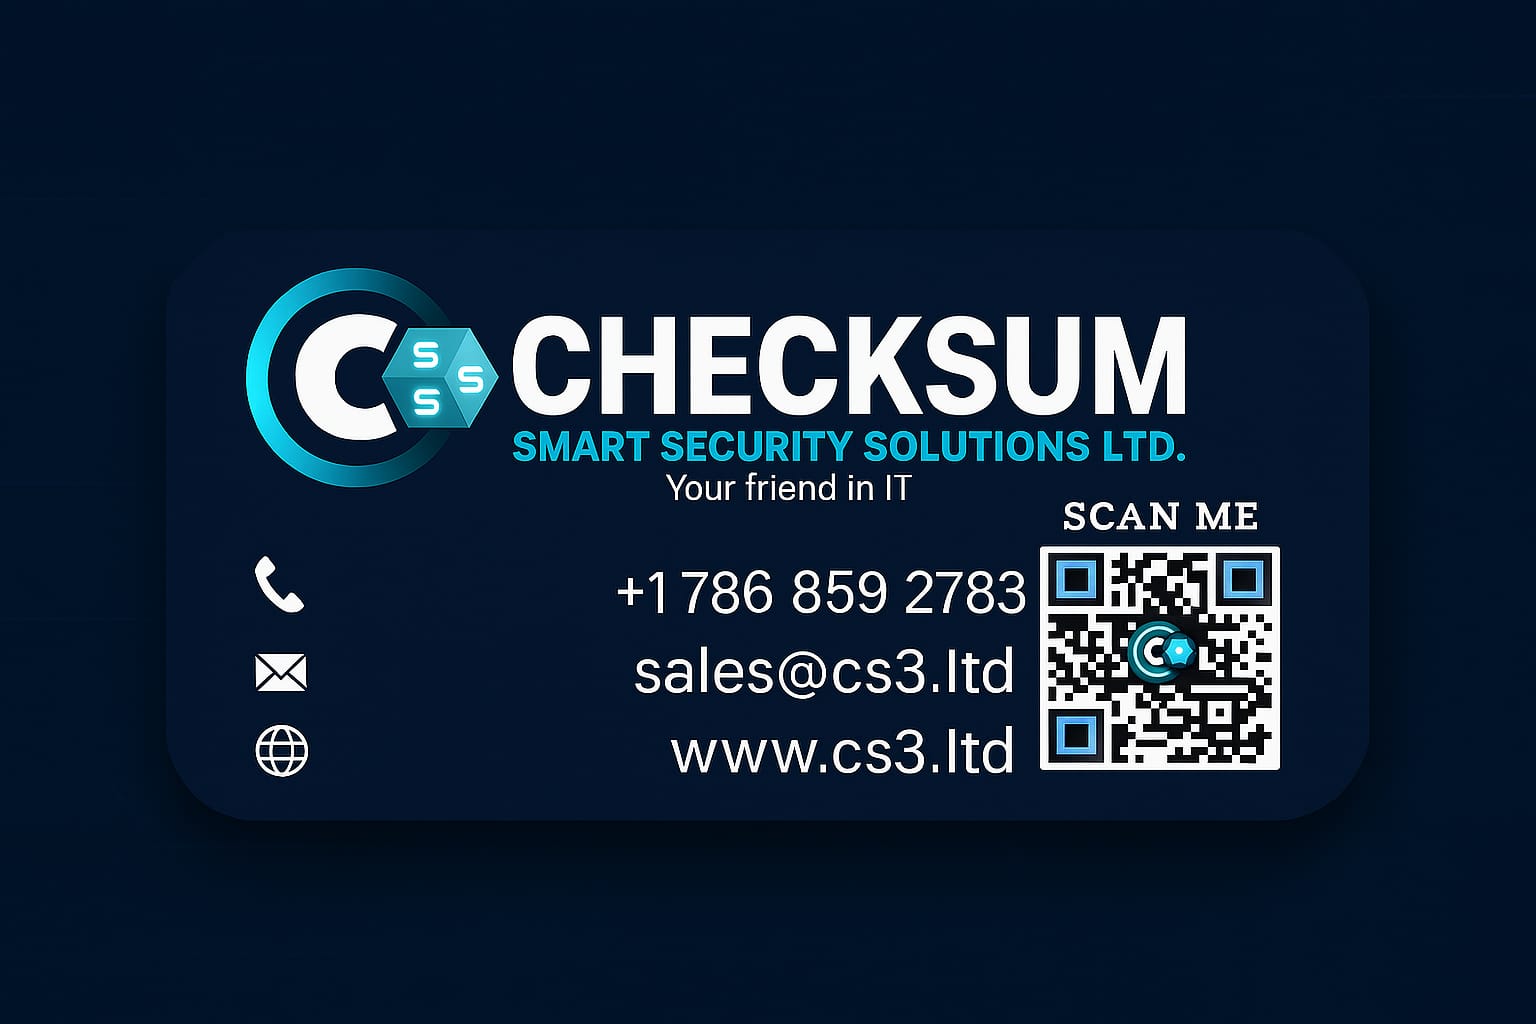 C S S S
CHECKSUM
SMART SECURITY SOLUTIONS LTD.
Your friend in IT
SCAN ME
+1 786 859 2783
sales@cs3.ltd
www.cs3.ltd
C